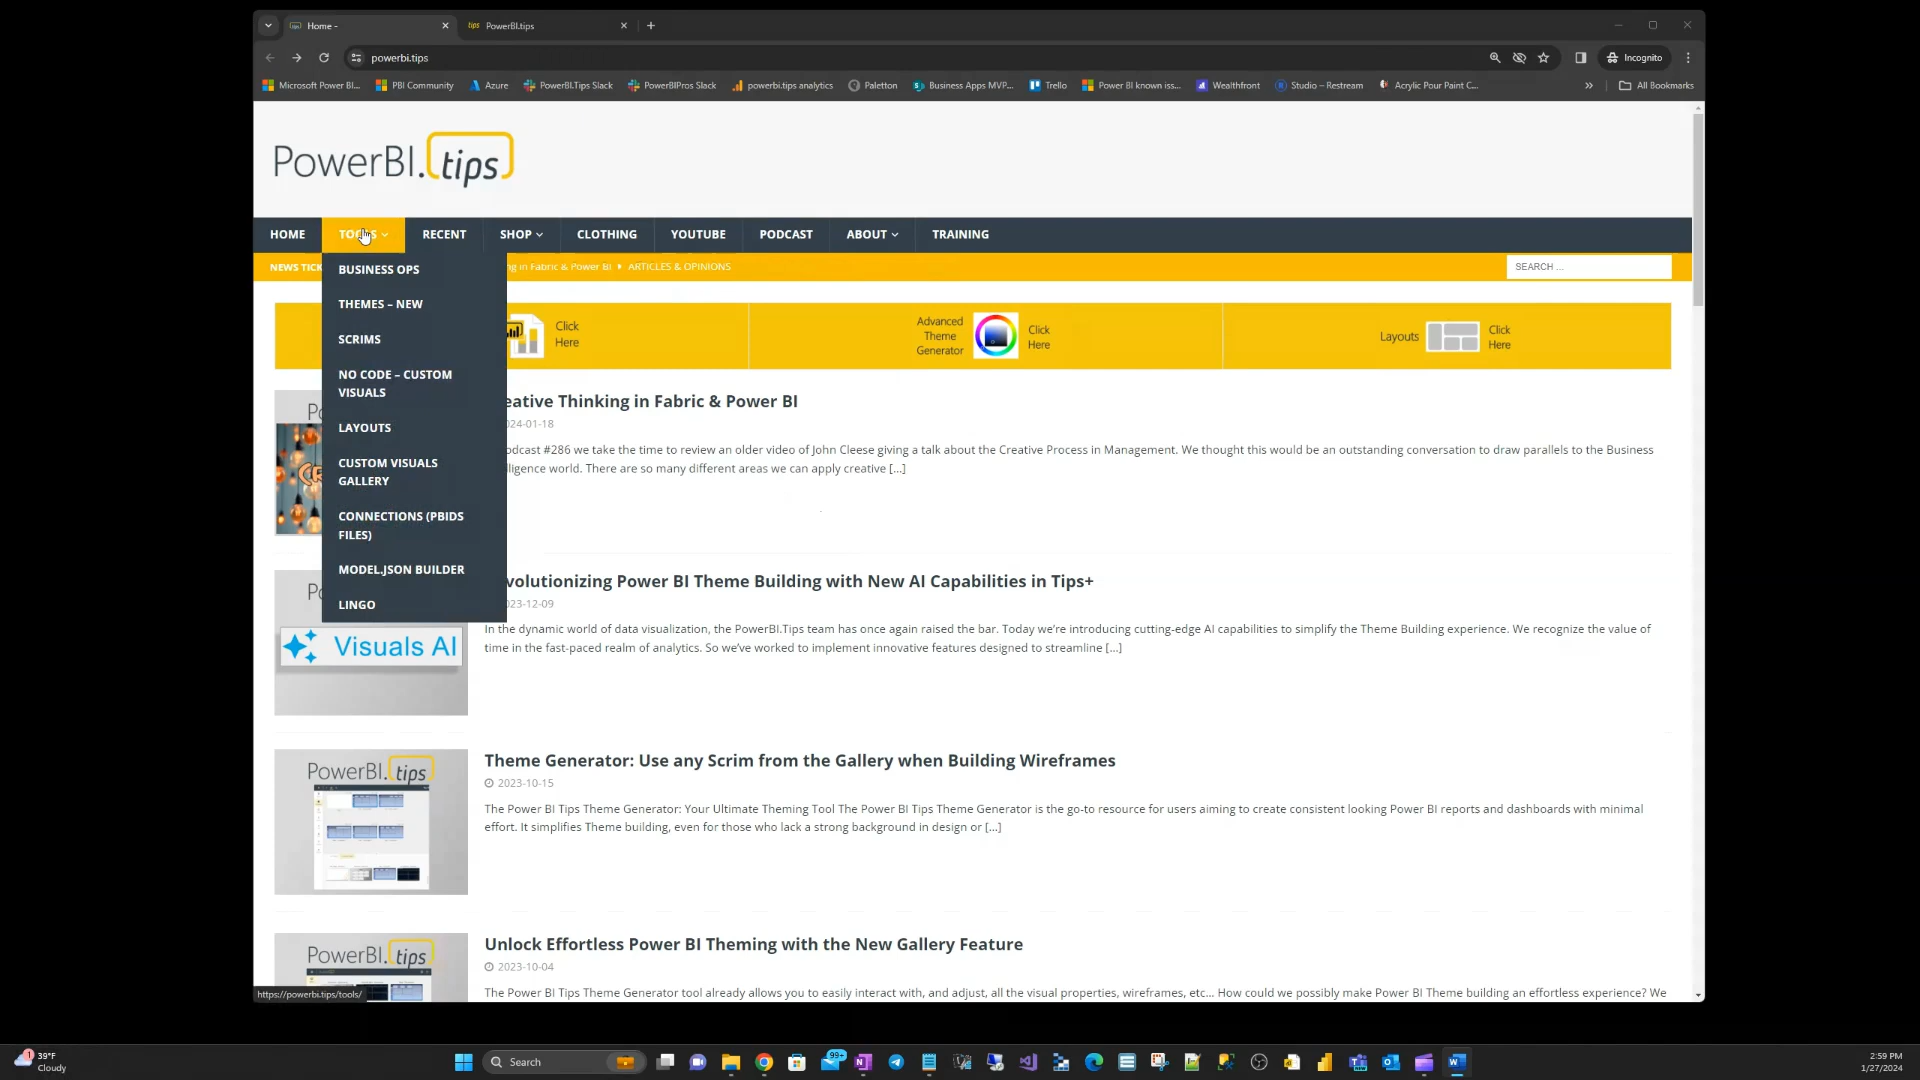 Home -
PowerBI.tips
powerbi.tips
Incognito
Microsoft Power BI...
PBI Community
Azure
PowerBI.Tips Slack
PowerBIPros Slack
powerbi.tips analytics
Paletton
Business Apps MVP...
Trello
Power BI known iss...
Wealthfront
Studio – Restream
Acrylic Pour Paint C...
»
All Bookmarks
PowerBI.tips
HOME
RECENT
SHOP
CLOTHING
YOUTUBE
PODCAST
ABOUT
TRAINING
NEWS TICK
ng in Fabric & Power BI
ARTICLES & OPINIONS
SEARCH ...
BUSINESS OPS
THEMES – NEW
SCRIMS
NO CODE – CUSTOM
VISUALS
LAYOUTS
CUSTOM VISUALS
GALLERY
CONNECTIONS (PBIDS
FILES)
MODEL.JSON BUILDER
LINGO
Click
Here
Advanced
Theme
Generator
Click
Here
Layouts
Click
Here
eative Thinking in Fabric & Power BI
024-01-18
odcast #286 we take the time to review an older video of John Cleese giving a talk about the Creative Process in Management. We thought this would be an outstanding conversation to draw parallels to the Business
lligence world. There are so many different areas we can apply creative [...]
volutionizing Power BI Theme Building with New AI Capabilities in Tips+
023-12-09
In the dynamic world of data visualization, the PowerBI.Tips team has once again raised the bar. Today we're introducing cutting-edge AI capabilities to simplify the Theme Building experience. We recognize the value of
time in the fast-paced realm of analytics. So we've worked to implement innovative features designed to streamline [...]
Visuals AI
PowerBI.tips
Theme Generator: Use any Scrim from the Gallery when Building Wireframes
2023-10-15
The Power BI Tips Theme Generator: Your Ultimate Theming Tool The Power BI Tips Theme Generator is the go-to resource for users aiming to create consistent looking Power BI reports and dashboards with minimal
effort. It simplifies Theme building, even for those who lack a strong background in design or [...]
PowerBI.tips
Unlock Effortless Power BI Theming with the New Gallery Feature
2023-10-04
The Power BI Tips Theme Generator tool already allows you to easily interact with, and adjust, all the visual properties, wireframes, etc... How could we possibly make Power BI Theme building an effortless experience? We
https://powerbi.tips/tools/
1
39°F
Cloudy
Search
99+
2:59 PM
1/27/2024